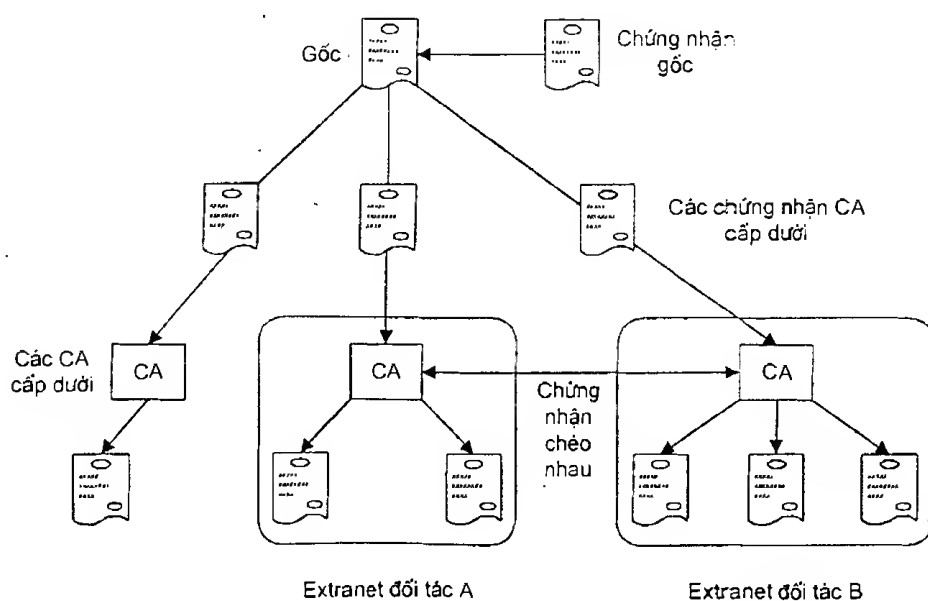 Gốc
Chứng nhận
gốc
Các chứng nhận CA
cấp dưới
Các CA
cấp dưới
CA
CA
CA
Chứng
nhận
chéo
nhau
Extranet đối tác A
Extranet đối tác B